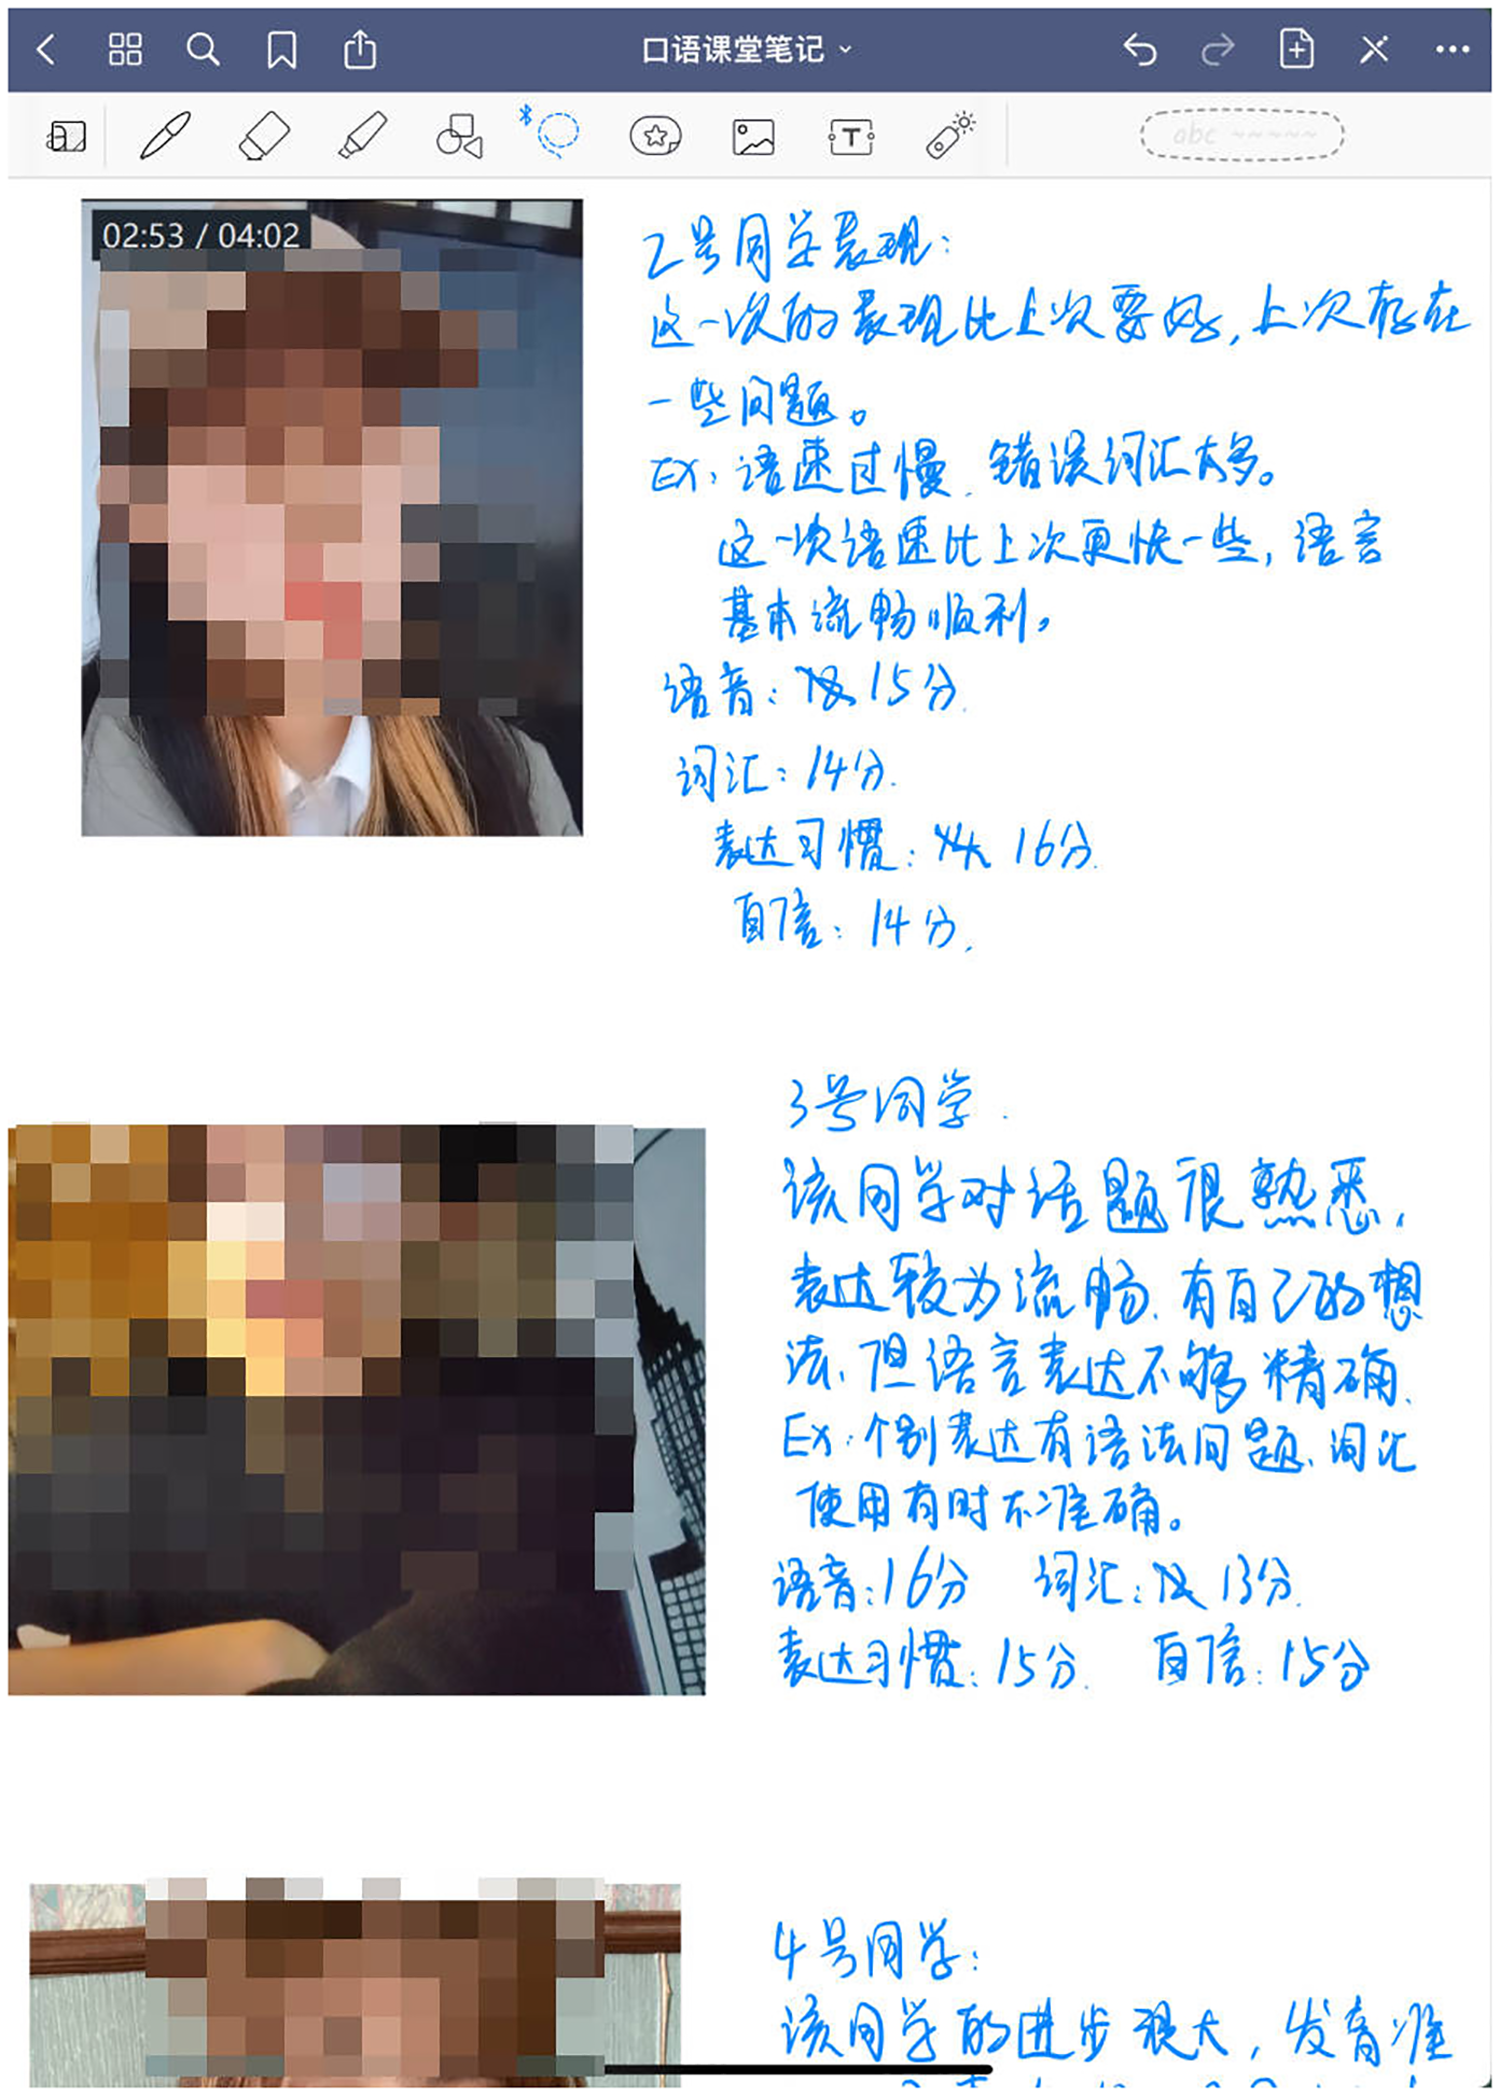 口语课堂笔记
abc
02:53 / 04:02
2号同学表现：
这一次的表现比上次要好，上次存在
一些问题。
EX：语速过慢、错误词汇太多。
这一次语速比上次更快一些，语言
基本流畅顺利。
语音：15分.
词汇：14分.
表达习惯：16分.
自信：14分.
3号同学.
该同学对话题很熟悉，
表达较为流畅、有自己的想
法、但语言表达不够精确.
Ex：个别表达有语法问题、词汇
使用有时不准确。
语音：16分 词汇：13分.
表达习惯：15分. 自信：15分
4号同学：
该同学的进步很大，发音准